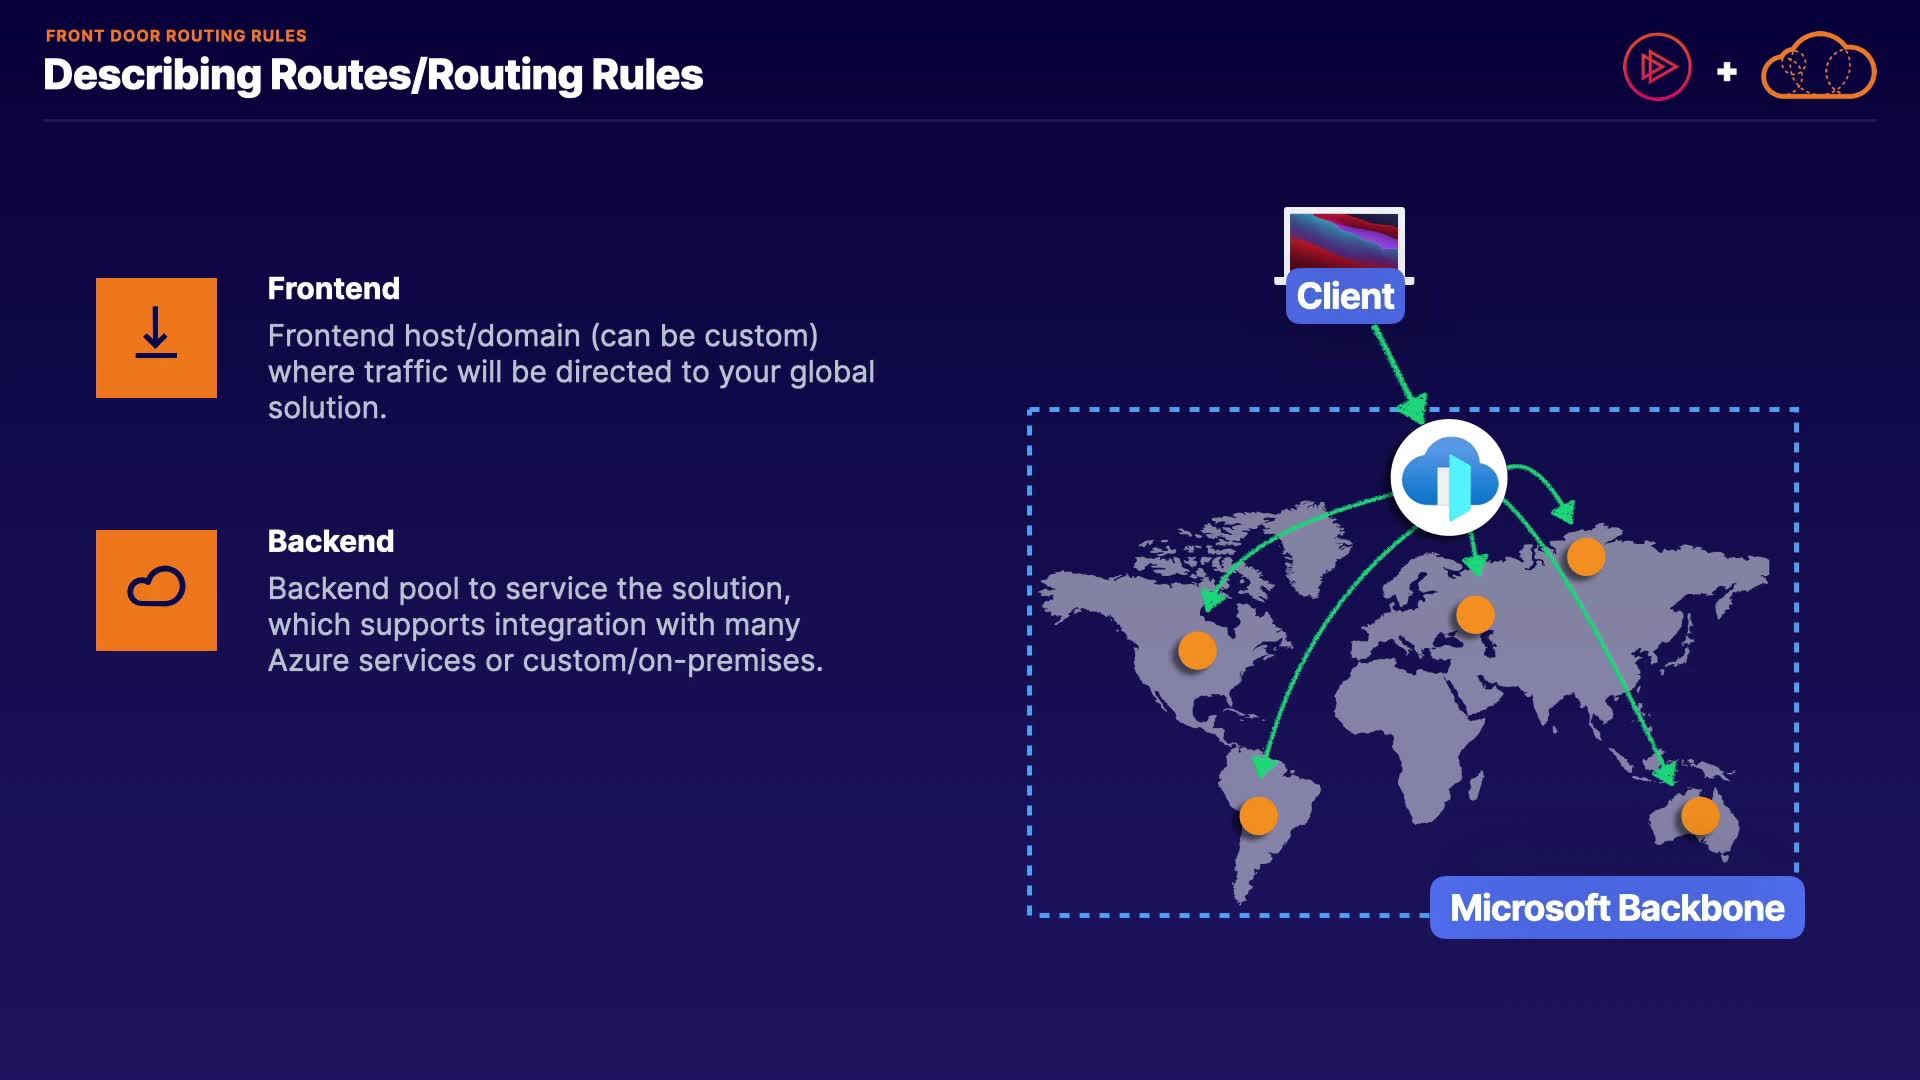 FRONT DOOR ROUTING RULES
Describing Routes/Routing Rules
Frontend
Frontend host/domain (can be custom)
where traffic will be directed to your global
solution.
Backend
Backend pool to service the solution,
which supports integration with many
Azure services or custom/on-premises.
+
Client
Microsoft Backbone